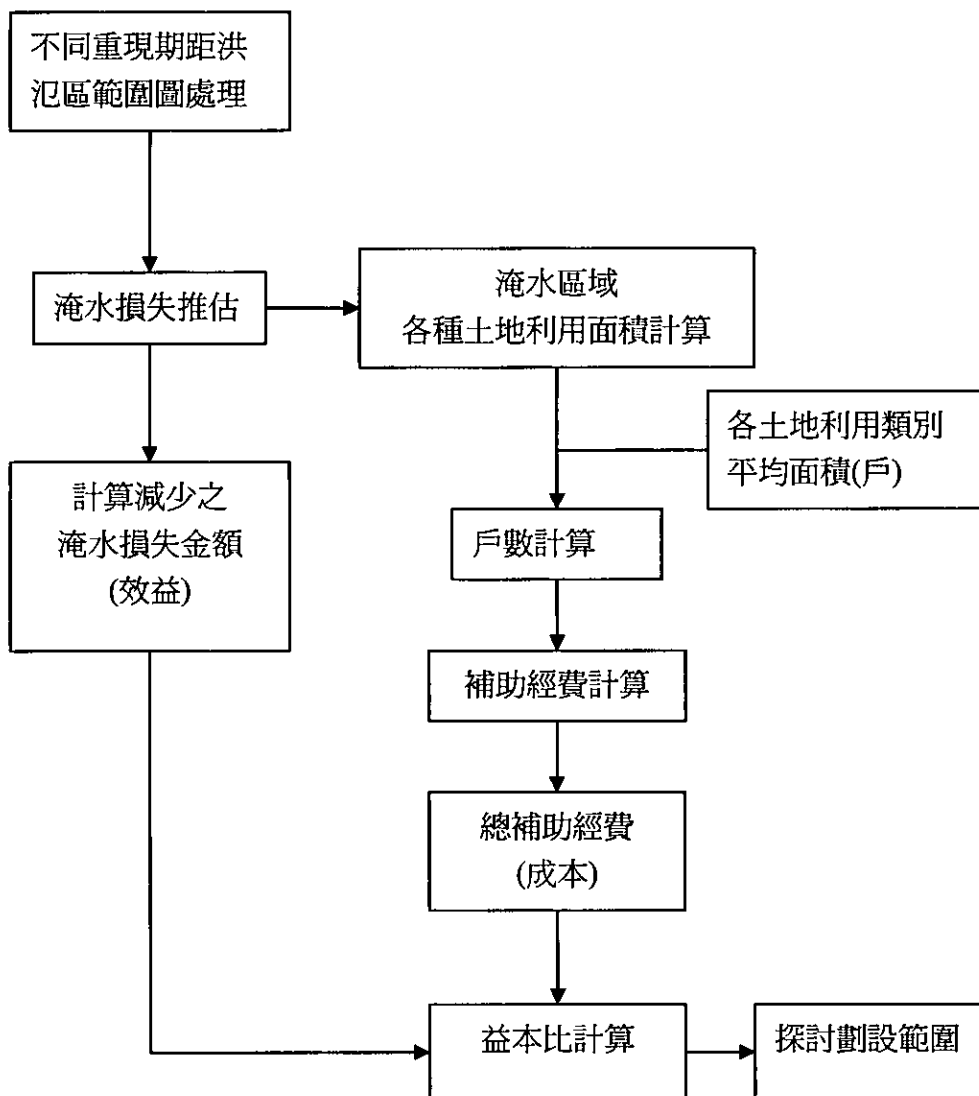 不同重現期距洪
氾區範圍圖處理
淹水損失推估
淹水區域
各種土地利用面積計算
各土地利用類別
平均面積(戶)
計算減少之
淹水損失金額
(效益)
戶數計算
補助經費計算
總補助經費
(成本)
益本比計算
探討劃設範圍